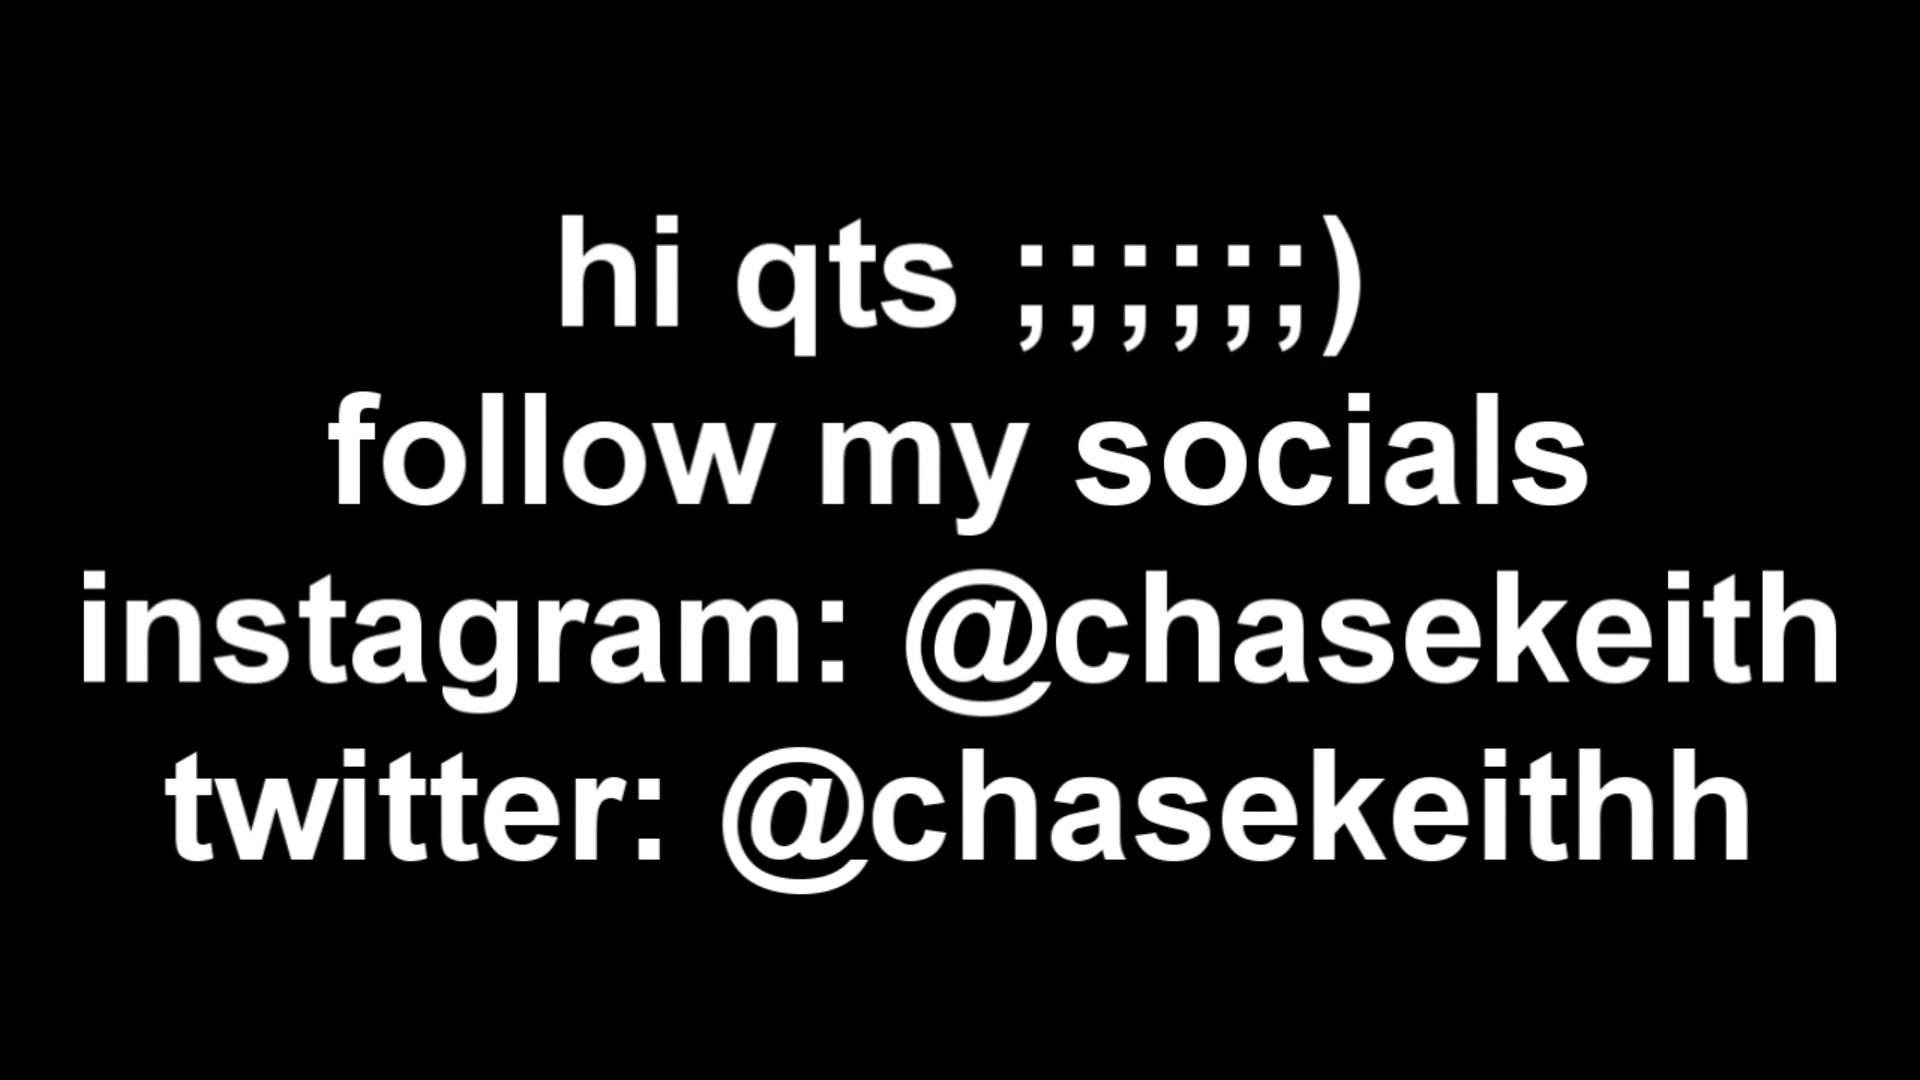 hi qts ;;;;;;)
follow my socials
instagram: @chasekeith
twitter: @chasekeithh